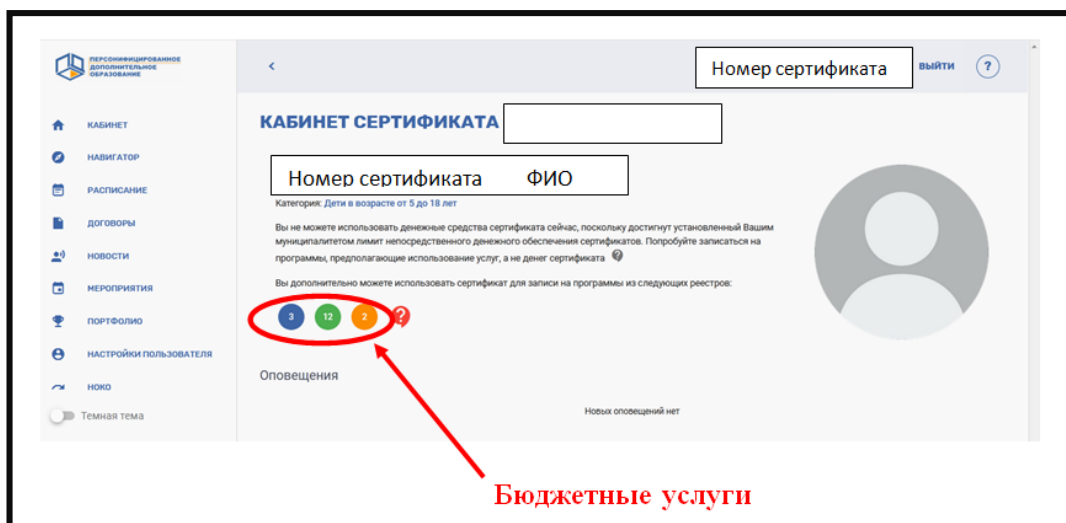 ПЕРСОНИФИЦИРОВАННОЕ
ДОПОЛНИТЕЛЬНОЕ
ОБРАЗОВАНИЕ
Номер сертификата
ВЫЙТИ
?
КАБИНЕТ
НАВИГАТОР
РАСПИСАНИЕ
ДОГОВОРЫ
НОВОСТИ
МЕРОПРИЯТИЯ
ПОРТФОЛИО
НАСТРОЙКИ ПОЛЬЗОВАТЕЛЯ
НОКО
Темная тема
КАБИНЕТ СЕРТИФИКАТА
Номер сертификата ФИО
Категория: Дети в возрасте от 5 до 18 лет
Вы не можете использовать денежные средства сертификата сейчас, поскольку достигнут установленный Вашим
муниципалитетом лимит непосредственного денежного обеспечения сертификатов. Попробуйте записаться на
программы, предполагающие использование услуг, а не денег сертификата ?
Вы дополнительно можете использовать сертификат для записи на программы из следующих реестров:
3 12 2 ?
Оповещения
Новых оповещений нет
Бюджетные услуги